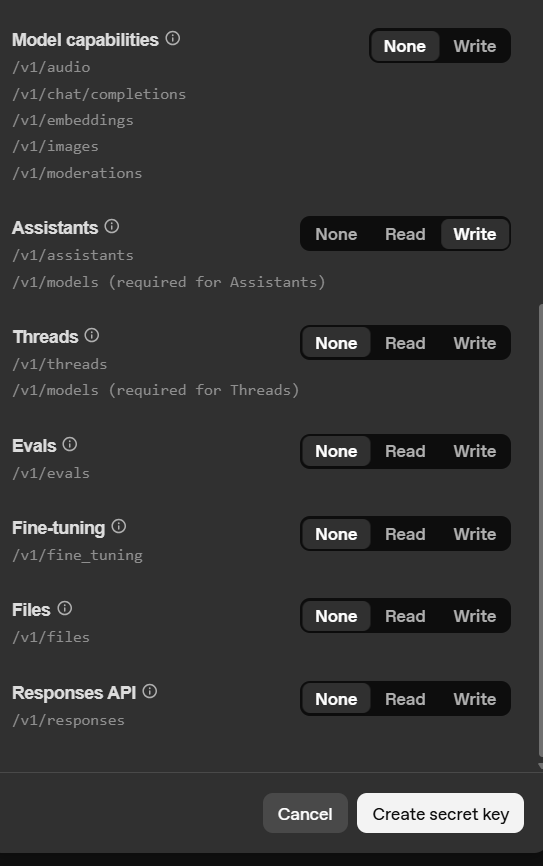 Model capabilities
None Write
/v1/audio
/v1/chat/completions
/v1/embeddings
/v1/images
/v1/moderations
Assistants
None Read Write
/v1/assistants
/v1/models (required for Assistants)
Threads
None Read Write
/v1/threads
/v1/models (required for Threads)
Evals
None Read Write
/v1/evals
Fine-tuning
None Read Write
/v1/fine_tuning
Files
None Read Write
/v1/files
Responses API
None Read Write
/v1/responses
Cancel Create secret key